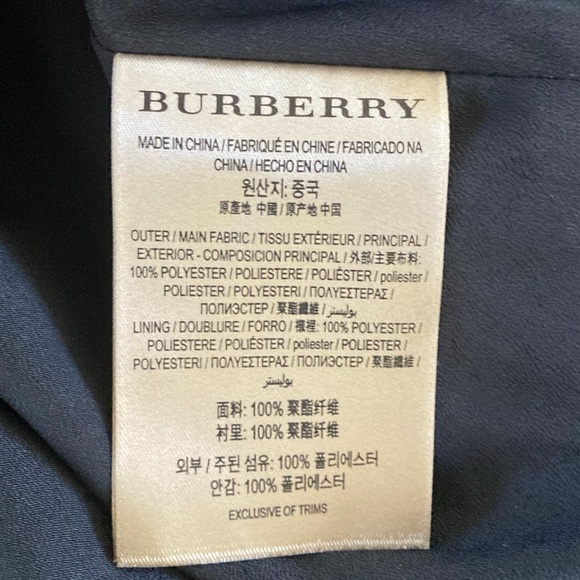 BURBERRY
MADE IN CHINA / FABRIQUÉ EN CHINE / FABRICADO NA
CHINA / HECHO EN CHINA
원산지: 중국
原產地 中國 / 原产地 中国
OUTER / MAIN FABRIC / TISSU EXTÉRIEUR / PRINCIPAL /
EXTERIOR - COMPOSICION PRINCIPAL / 外部/主要布料:
100% POLYESTER / POLIESTERE / POLIÉSTER / poliester /
POLIESTER / POLYESTERI / ΠΟΛΥΕΣΤΕΡΑΣ /
ПОЛИЭСТЕР / 聚酯纖維 / بوليستر /
LINING / DOUBLURE / FORRO / 襯裡: 100% POLYESTER /
POLIESTERE / POLIÉSTER / poliester / POLIESTER /
POLYESTERI / ΠΟΛΥΕΣΤΕΡΑΣ / ПОЛИЭСТЕР / 聚酯纖維 /
بوليستر
面料: 100% 聚酯纤维
衬里: 100% 聚酯纤维
외부 / 주된 섬유: 100% 폴리에스터
안감: 100% 폴리에스터
EXCLUSIVE OF TRIMS